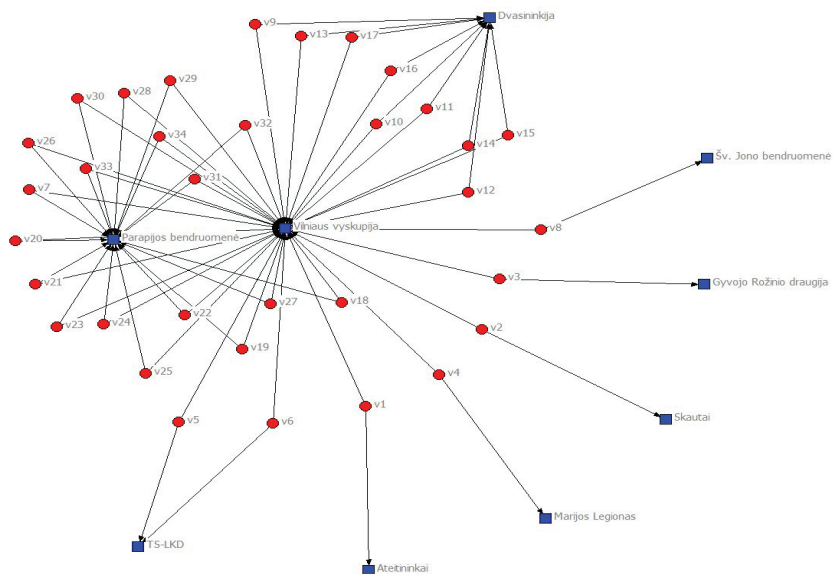 v9
Dvasininkija
v13
v17
v16
v29
v28
v30
v11
v32
v10
v34
v15
v26
v14
Šv. Jono bendruomenė
v33
v31
v7
v12
Vilniaus vyskupija
v8
v20
Parapijos bendruomenė
v3
v21
Gyvojo Rožinio draugija
v27
v18
v22
v23
v24
v2
v19
v25
v4
v1
Skautai
v5
v6
Marijos Legionas
TS-LKD
Ateitininkai